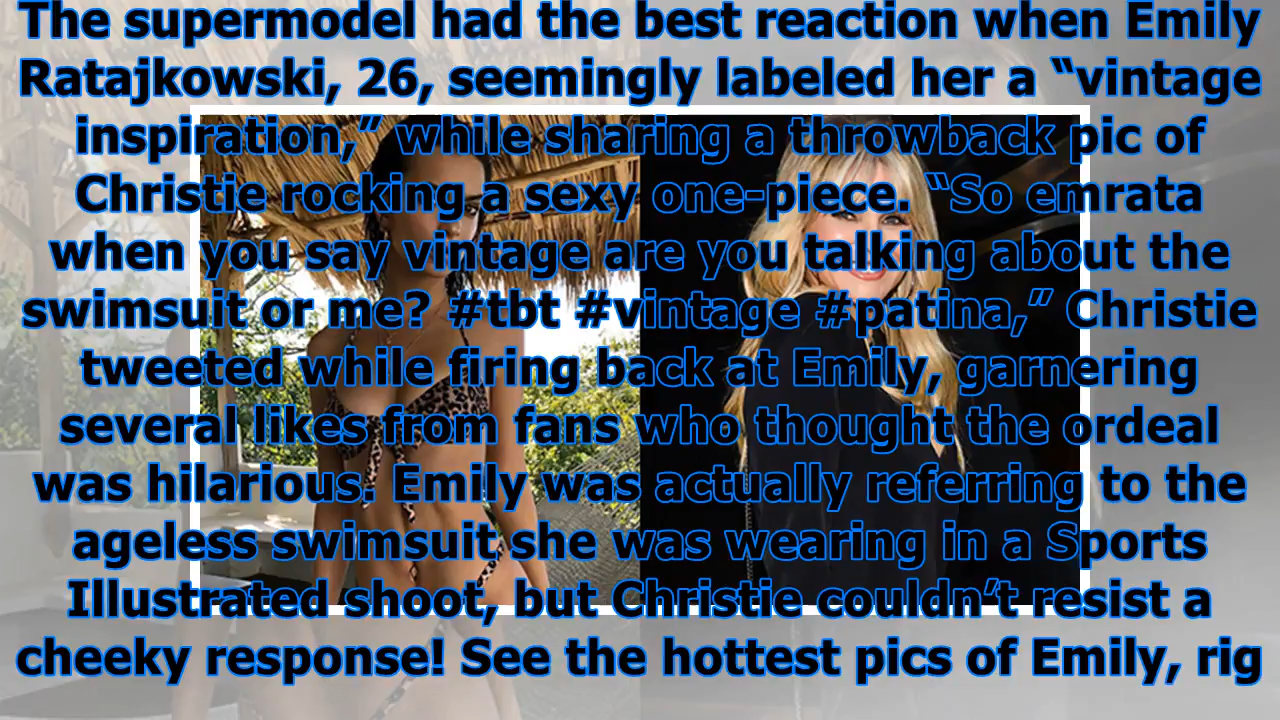 The supermodel had the best reaction when Emily
Ratajkowski, 26, seemingly labeled her a “vintage
inspiration,” while sharing a throwback pic of
Christie rocking a sexy one-piece. “So emrata
when you say vintage are you talking about the
swimsuit or me? #tbt #vintage #patina,” Christie
tweeted while firing back at Emily, garnering
several likes from fans who thought the ordeal
was hilarious. Emily was actually referring to the
ageless swimsuit she was wearing in a Sports
Illustrated shoot, but Christie couldn’t resist a
cheeky response! See the hottest pics of Emily, rig